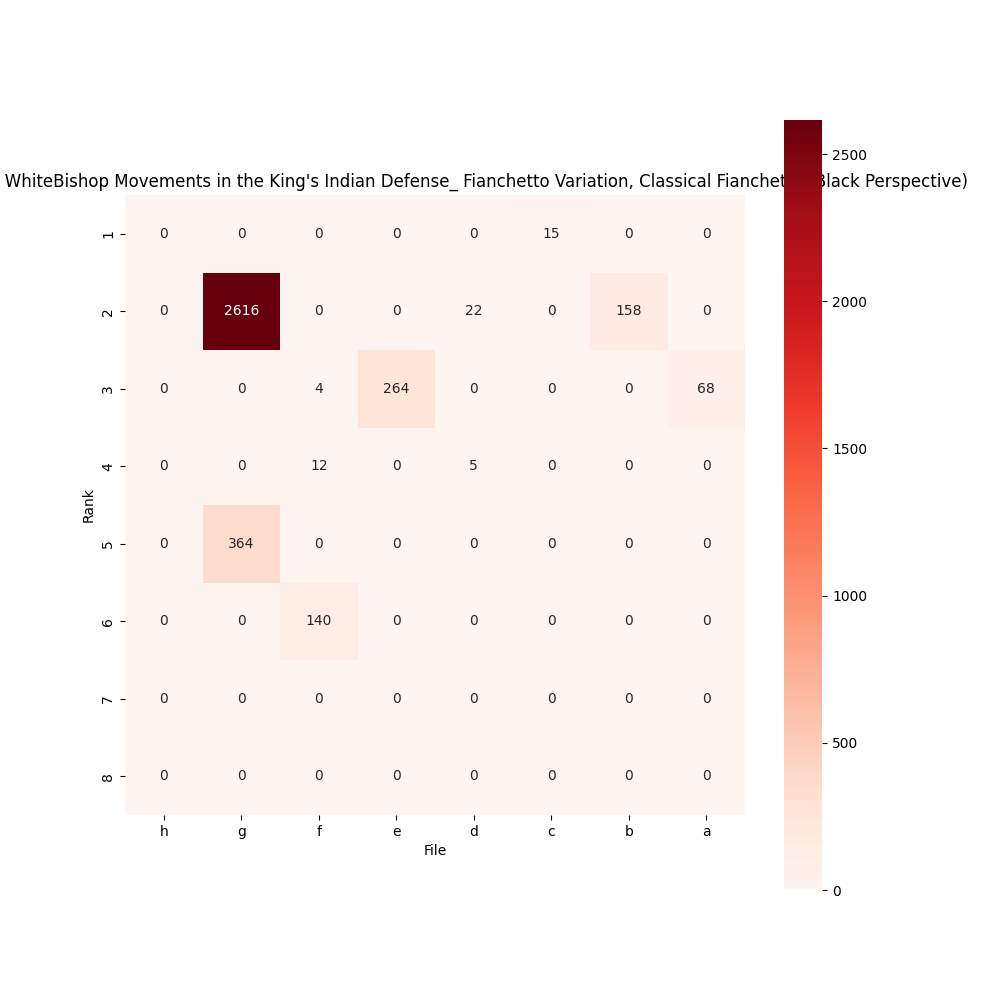 WhiteBishop Movements in the King's Indian Defense_ Fianchetto Variation, Classical Fianchetto (Black Perspective)
1 0 0 0 0 0 15 0 0
2 0 2616 0 0 22 0 158 0
3 0 0 4 264 0 0 0 68
4 0 0 12 0 5 0 0 0
5 0 364 0 0 0 0 0 0
6 0 0 140 0 0 0 0 0
7 0 0 0 0 0 0 0 0
8 0 0 0 0 0 0 0 0
Rank
h g f e d c b a
File
2500
2000
1500
1000
500
0